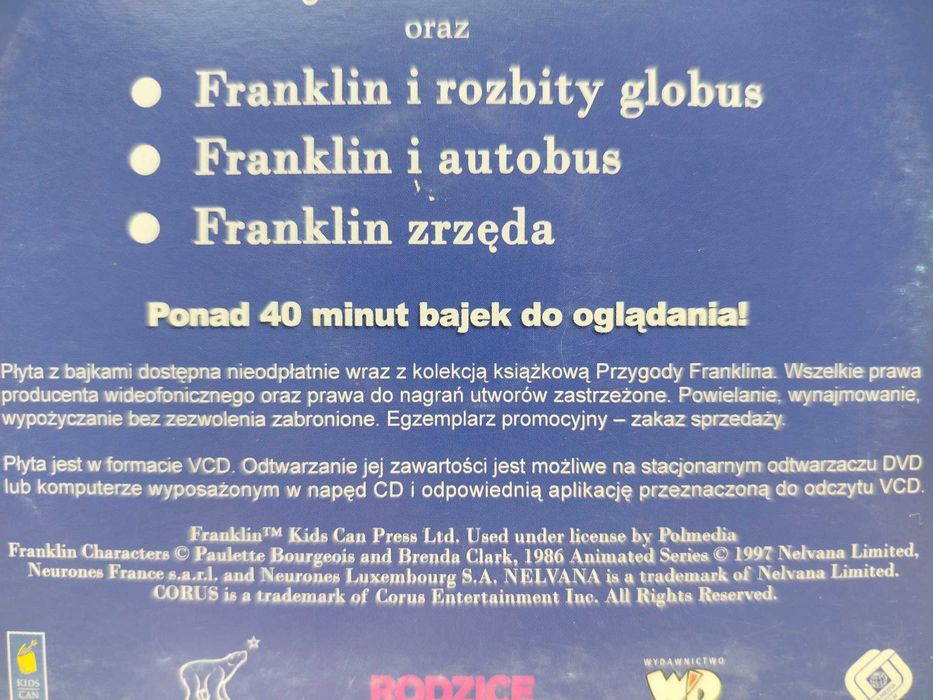 oraz
Franklin i rozbity globus
Franklin i autobus
Franklin zrzęda
Ponad 40 minut bajek do oglądania!
Płyta z bajkami dostępna nieodpłatnie wraz z kolekcją książkową Przygody Franklina. Wszelkie prawa
producenta wideofonicznego oraz prawa do nagrań utworów zastrzeżone. Powielanie, wynajmowanie,
wypożyczanie bez zezwolenia zabronione. Egzemplarz promocyjny – zakaz sprzedaży.
Płyta jest w formacie VCD. Odtwarzanie jej zawartości jest możliwe na stacjonarnym odtwarzaczu DVD
lub komputerze wyposażonym w napęd CD i odpowiednią aplikację przeznaczoną do odczytu VCD.
Franklin™ Kids Can Press Ltd. Used under license by Polmedia
Franklin Characters © Paulette Bourgeois and Brenda Clark, 1986 Animated Series © 1997 Nelvana Limited,
Neurones France s.a.r.l. and Neurones Luxembourg S.A. NELVANA is a trademark of Nelvana Limited.
CORUS is a trademark of Corus Entertainment Inc. All Rights Reserved.
KIDS
CAN
RODZICE
WYDAWNICTWO